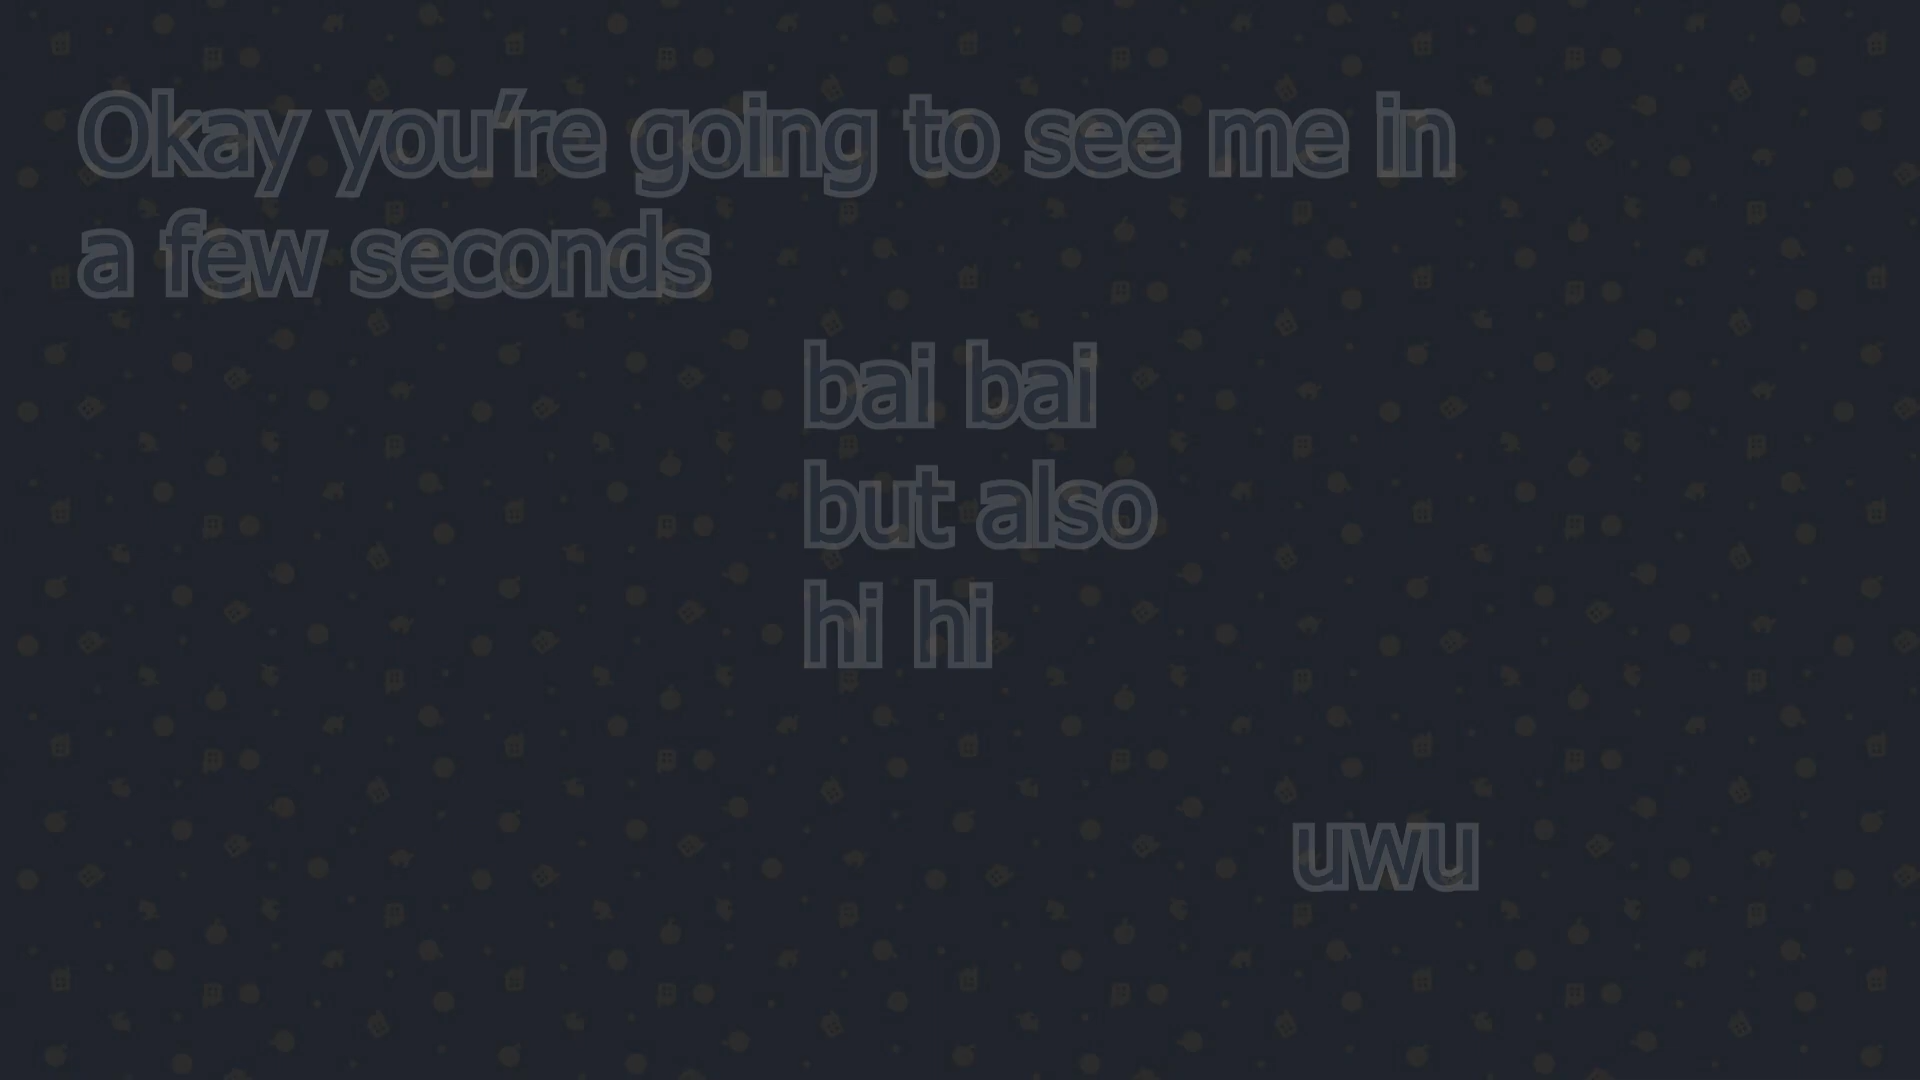 Okay you're going to see me in
a few seconds
bai bai
but also
hi hi
uwu